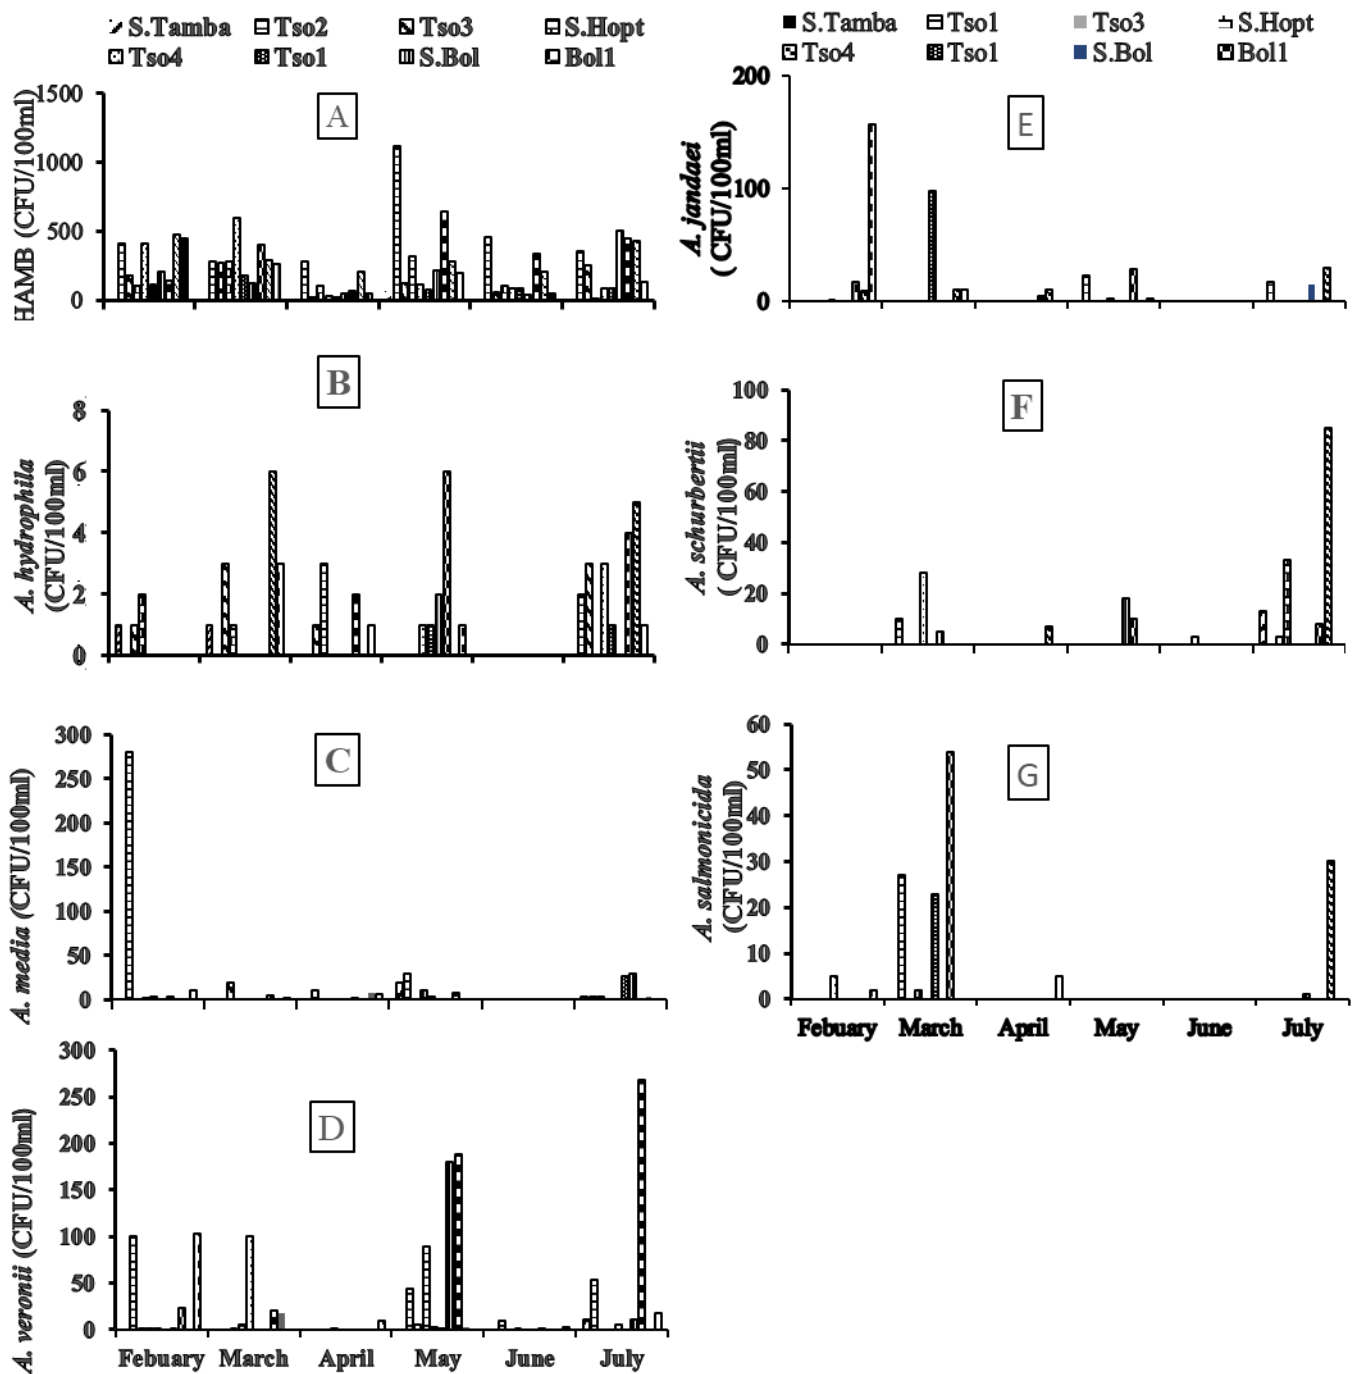 S.Tamba Tso2 Tso3 S.Hopt
Tso4 Tso1 S.Bol Bol1
HAMB (CFU/100ml)
1500
1000
500
0
A
A. hydrophila
(CFU/100ml)
8
6
4
2
0
B
A. media (CFU/100ml)
300
250
200
150
100
50
0
C
A. veronii (CFU/100ml)
300
250
200
150
100
50
0
D
Febuary March April May June July
S.Tamba Tso1 Tso3 S.Hopt
Tso4 Tso1 S.Bol Bol1
A. jandaei
( CFU/100ml)
200
100
0
E
A. schurbertii
( CFU/100ml)
100
80
60
40
20
0
F
A. salmonicida
(CFU/100ml)
60
50
40
30
20
10
0
G
Febuary March April May June July